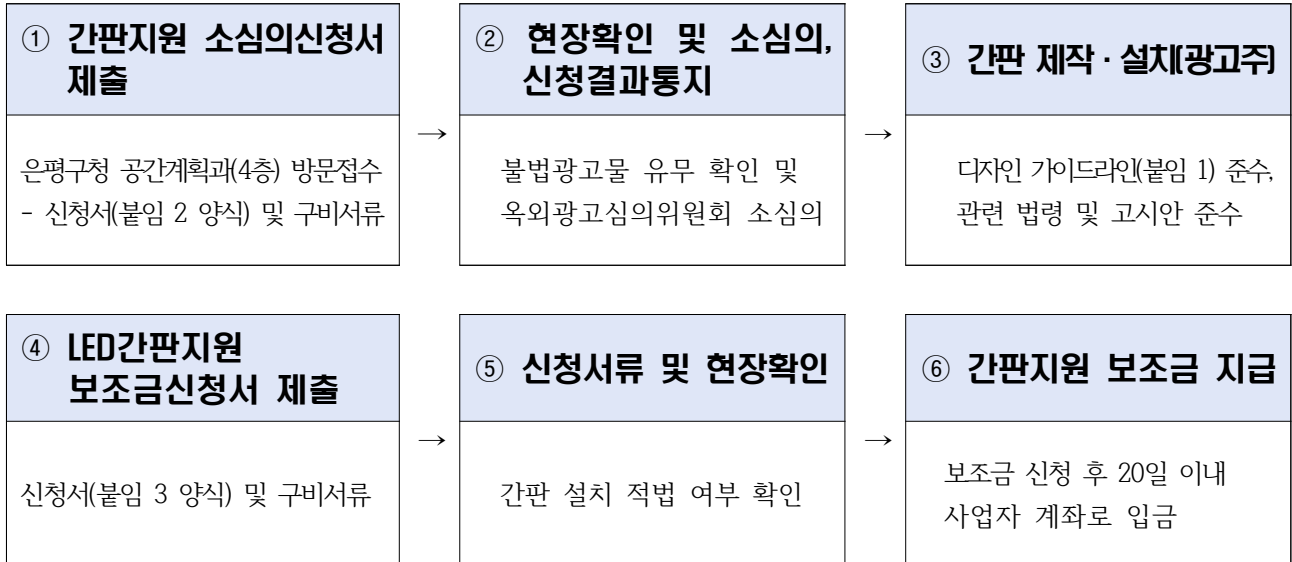 ① 간판지원 소심의신청서
제출
은평구청 공간계획과(4층) 방문접수
- 신청서(붙임 2 양식) 및 구비서류
→
② 현장확인 및 소심의,
신청결과통지
불법광고물 유무 확인 및
옥외광고심의위원회 소심의
→
③ 간판 제작·설치(광고주)
디자인 가이드라인(붙임 1) 준수,
관련 법령 및 고시안 준수
④ LED간판지원
보조금신청서 제출
신청서(붙임 3 양식) 및 구비서류
→
⑤ 신청서류 및 현장확인
간판 설치 적법 여부 확인
→
⑥ 간판지원 보조금 지급
보조금 신청 후 20일 이내
사업자 계좌로 입금